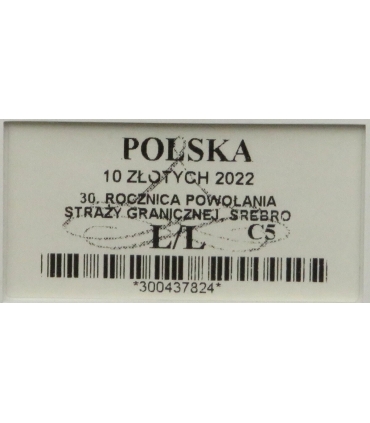 POLSKA
10 ZŁOTYCH 2022
30. ROCZNICA POWOŁANIA
STRAŻY GRANICZNEJ, SREBRO
L/L C5
*300437824*